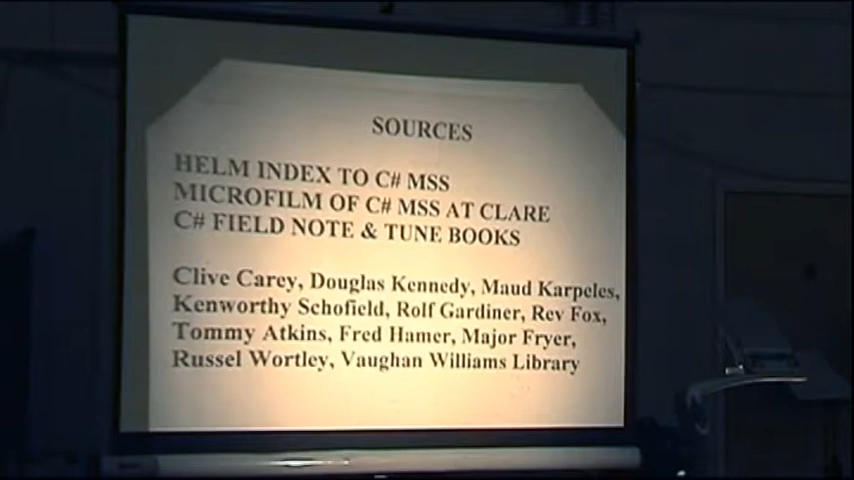 SOURCES
HELM INDEX TO C# MSS
MICROFILM OF C# MSS AT CLARE
C# FIELD NOTE & TUNE BOOKS
Clive Carey, Douglas Kennedy, Maud Karpeles,
Kenworthy Schofield, Rolf Gardiner, Rev Fox,
Tommy Atkins, Fred Hamer, Major Fryer,
Russel Wortley, Vaughan Williams Library